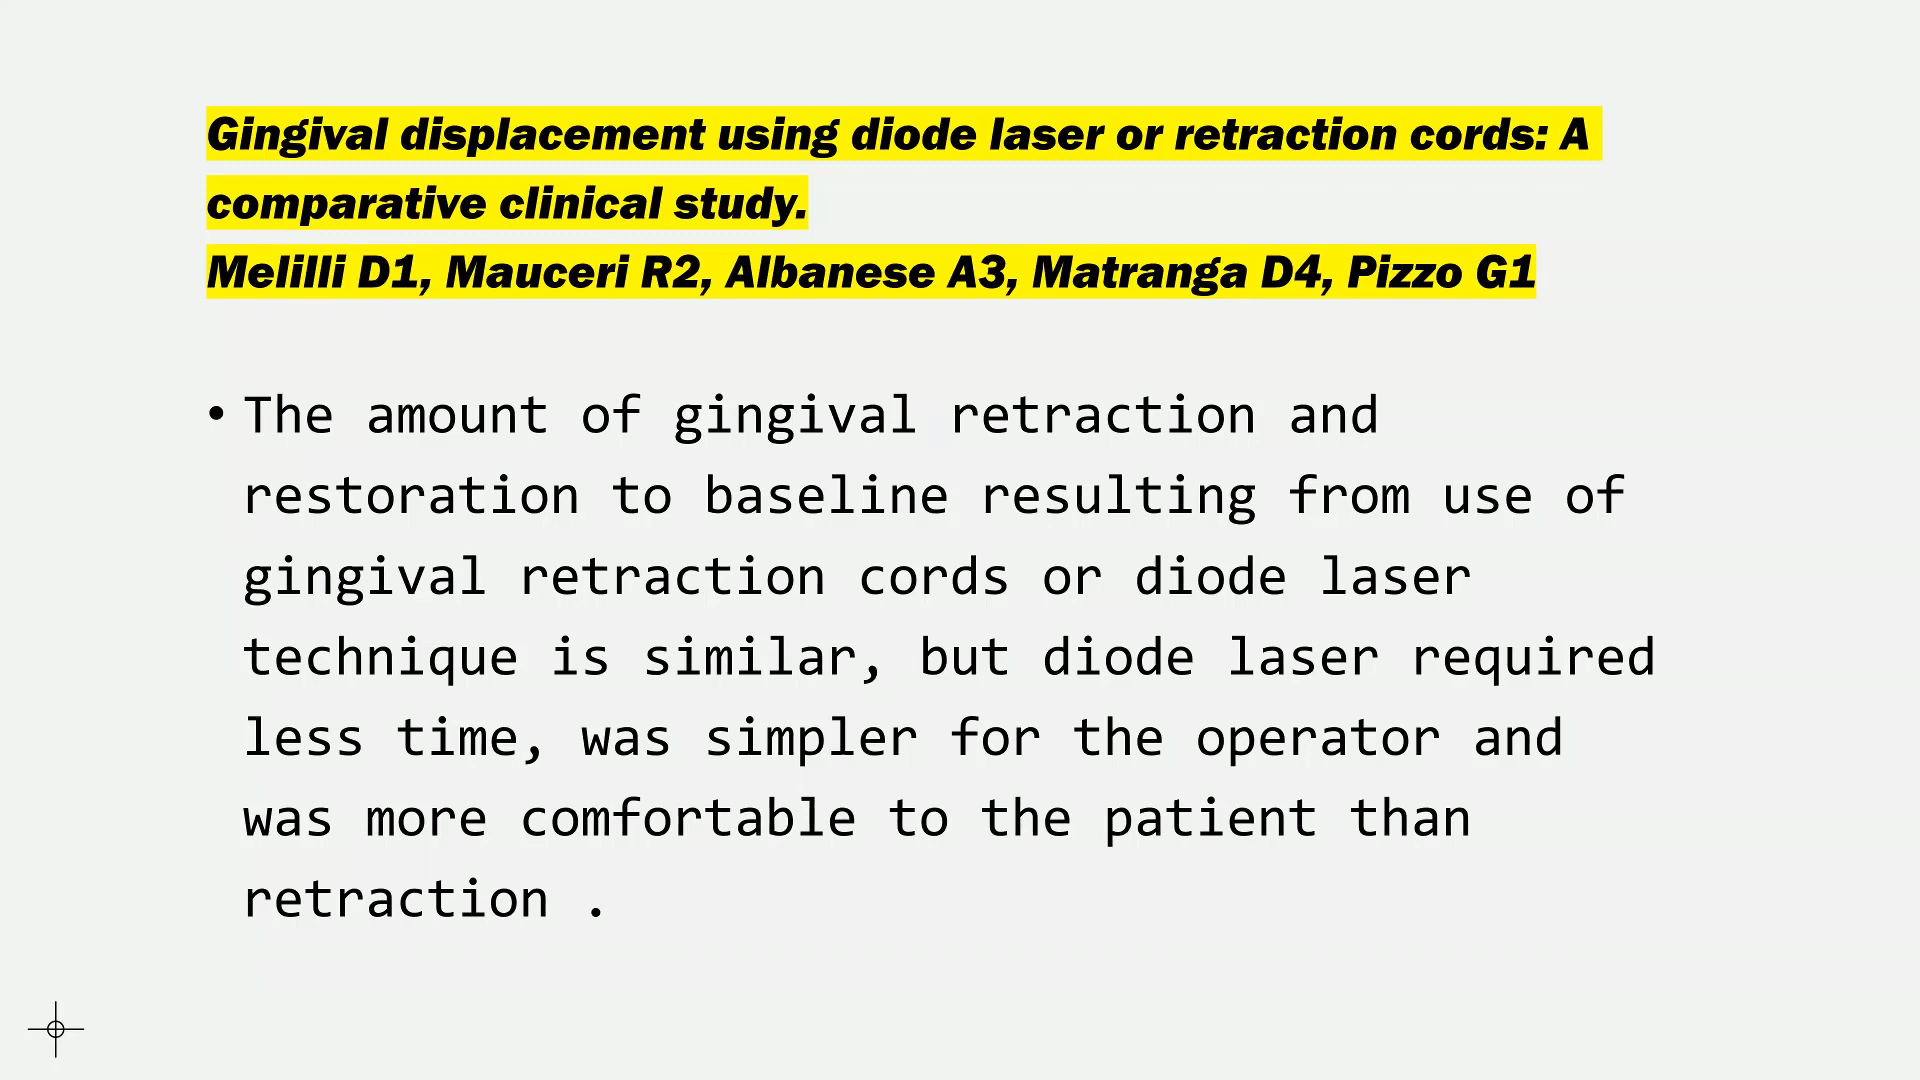 Gingival displacement using diode laser or retraction cords: A
comparative clinical study.
Melilli D1, Mauceri R2, Albanese A3, Matranga D4, Pizzo G1
• The amount of gingival retraction and
restoration to baseline resulting from use of
gingival retraction cords or diode laser
technique is similar, but diode laser required
less time, was simpler for the operator and
was more comfortable to the patient than
retraction .